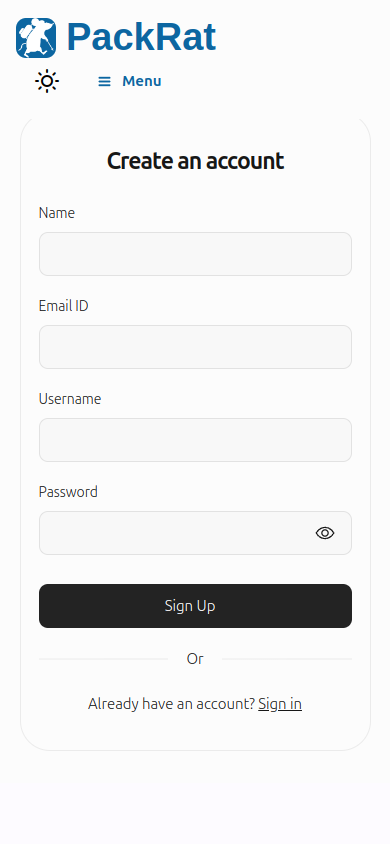 PackRat
Menu
Create an account
Name
Email ID
Username
Password
Sign Up
Or
Already have an account? Sign in